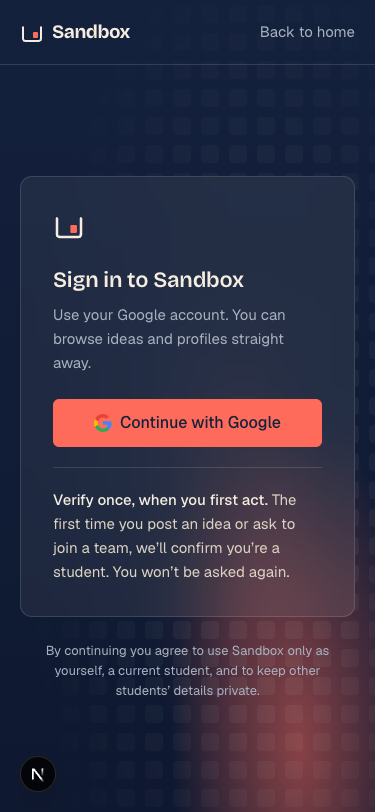 Sandbox
Back to home
Sign in to Sandbox
Use your Google account. You can
browse ideas and profiles straight
away.
Continue with Google
Verify once, when you first act. The
first time you post an idea or ask to
join a team, we’ll confirm you’re a
student. You won’t be asked again.
By continuing you agree to use Sandbox only as
yourself, a current student, and to keep other
students’ details private.
N